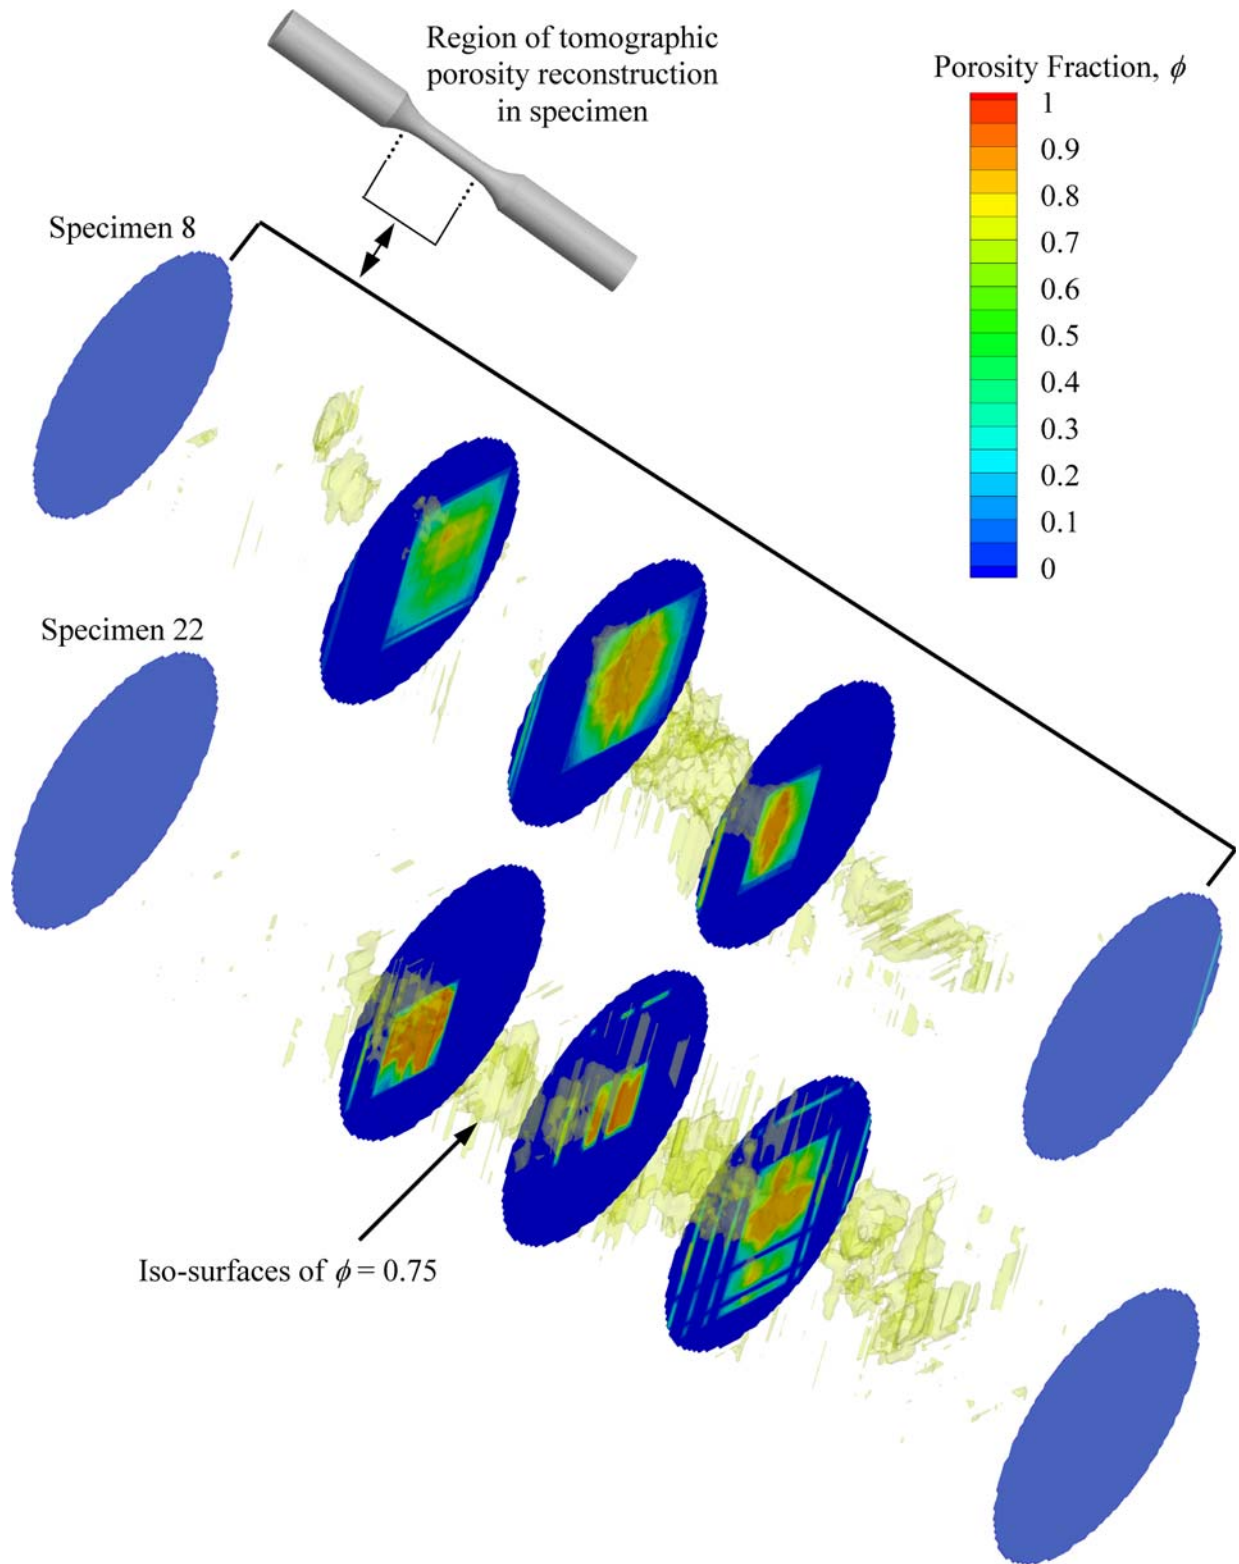 Region of tomographic
porosity reconstruction
in specimen
Porosity Fraction, ϕ
1
0.9
0.8
0.7
0.6
0.5
0.4
0.3
0.2
0.1
0
Specimen 8
Specimen 22
Iso-surfaces of ϕ = 0.75